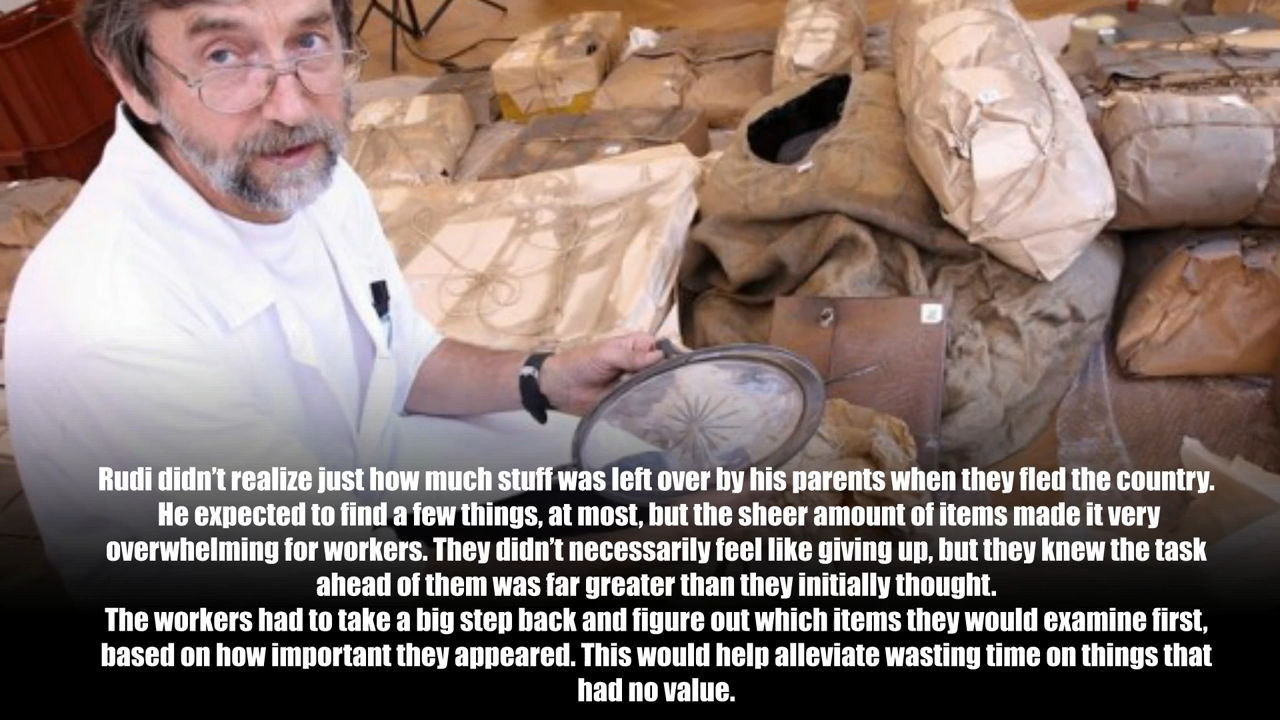 Rudi didn’t realize just how much stuff was left over by his parents when they fled the country.
He expected to find a few things, at most, but the sheer amount of items made it very
overwhelming for workers. They didn’t necessarily feel like giving up, but they knew the task
ahead of them was far greater than they initially thought.
The workers had to take a big step back and figure out which items they would examine first,
based on how important they appeared. This would help alleviate wasting time on things that
had no value.